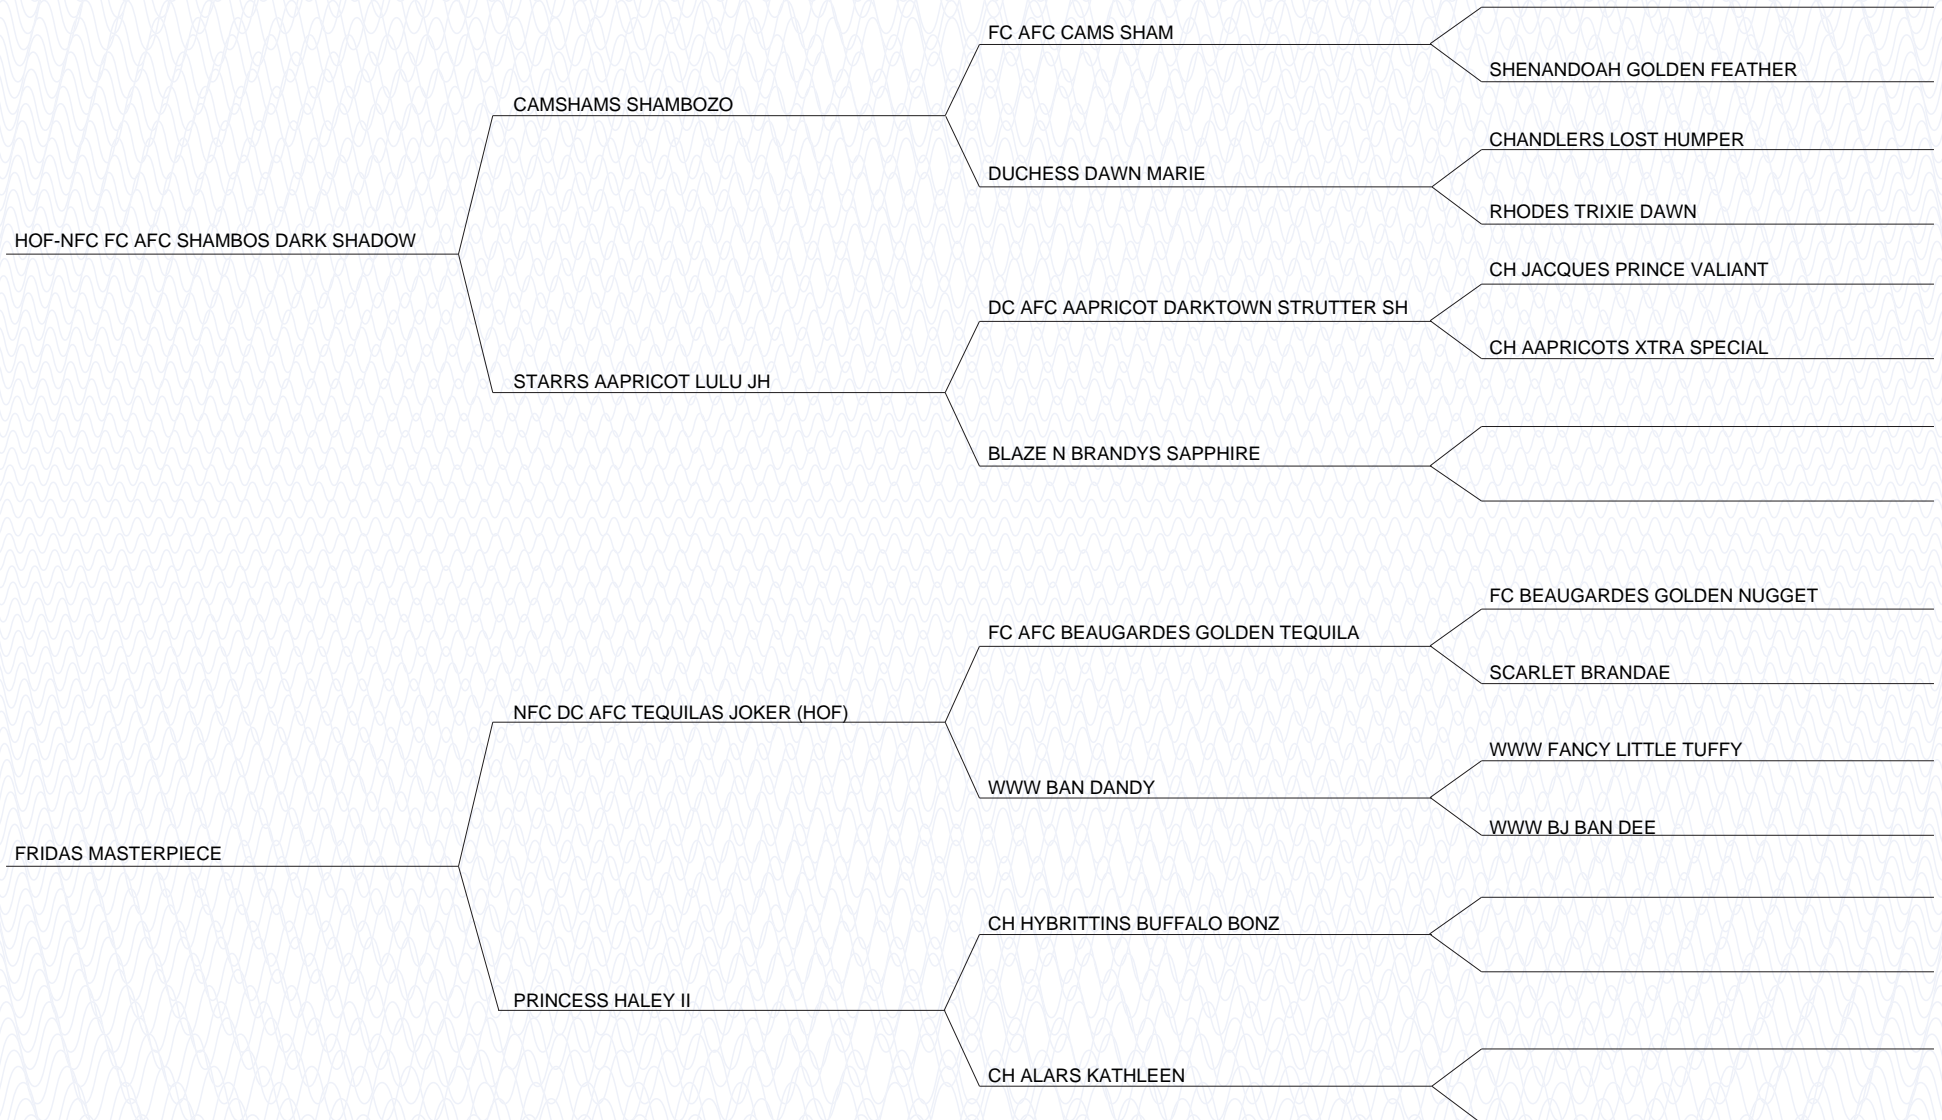 FC AFC CAMS SHAM
SHENANDOAH GOLDEN FEATHER
CAMSHAMS SHAMBOZO
CHANDLERS LOST HUMPER
DUCHESS DAWN MARIE
RHODES TRIXIE DAWN
HOF-NFC FC AFC SHAMBOS DARK SHADOW
CH JACQUES PRINCE VALIANT
DC AFC AAPRICOT DARKTOWN STRUTTER SH
CH AAPRICOTS XTRA SPECIAL
STARRS AAPRICOT LULU JH
BLAZE N BRANDYS SAPPHIRE
FC BEAUGARDES GOLDEN NUGGET
FC AFC BEAUGARDES GOLDEN TEQUILA
SCARLET BRANDAE
NFC DC AFC TEQUILAS JOKER (HOF)
WWW FANCY LITTLE TUFFY
WWW BAN DANDY
WWW BJ BAN DEE
FRIDAS MASTERPIECE
CH HYBRITTINS BUFFALO BONZ
PRINCESS HALEY II
CH ALARS KATHLEEN